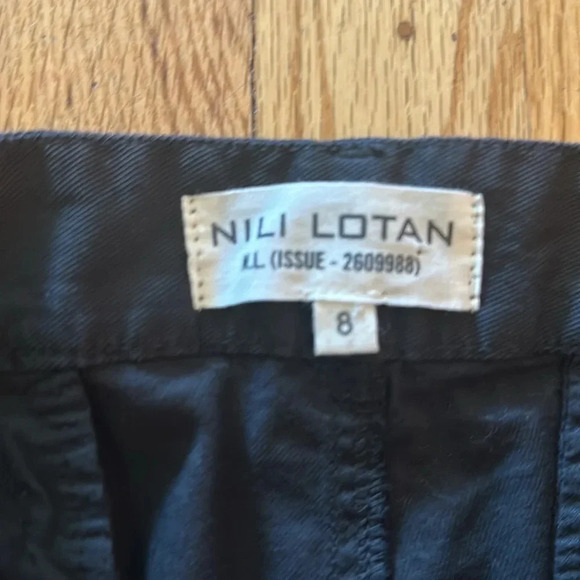 NILI LOTAN
N.L. (ISSUE - 2609988)
8